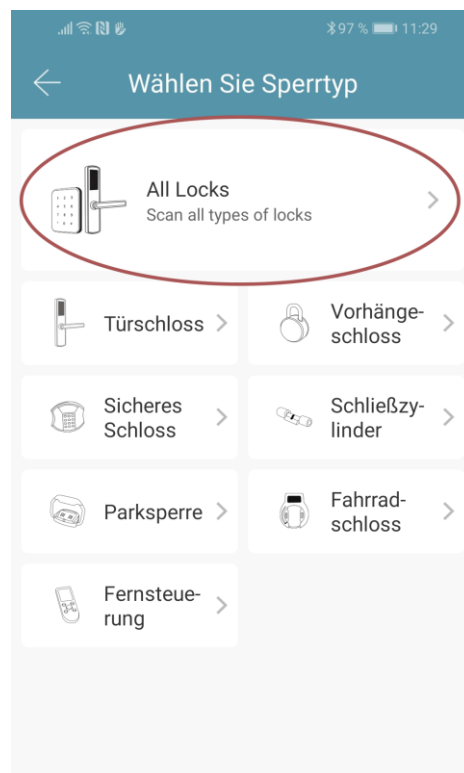 97 % 11:29
Wählen Sie Sperrtyp
All Locks
Scan all types of locks
Türschloss
Vorhänge-
schloss
Sicheres
Schloss
Schließzy-
linder
Parksperre
Fahrrad-
schloss
Fernsteue-
rung